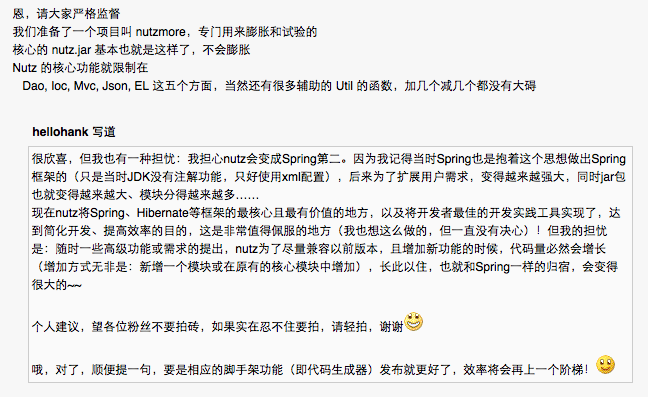 恩，请大家严格监督
我们准备了一个项目叫 nutzmore，专门用来膨胀和试验的
核心的 nutz.jar 基本也就是这样了，不会膨胀
Nutz 的核心功能就限制在
Dao, Ioc, Mvc, Json, EL 这五个方面，当然还有很多辅助的 Util 的函数，加几个减几个都没有大碍
hellohank 写道
很欣喜，但我也有一种担忧：我担心nutz会变成Spring第二。因为我记得当时Spring也是抱着这个思想做出Spring
框架的（只是当时JDK没有注解功能，只好使用xml配置），后来为了扩展用户需求，变得越来越强大，同时jar包
也就变得越来越大、模块分得越来越多……
现在nutz将Spring、Hibernate等框架的最核心且最有价值的地方，以及将开发者最佳的开发实践工具实现了，达
到简化开发、提高效率的目的，这是非常值得佩服的地方（我也想这么做的，但一直没有决心）！但我的担忧
是：随时一些高级功能或需求的提出，nutz为了尽量兼容以前版本，且增加新功能的时候，代码量必然会增长
（增加方式无非是：新增一个模块或在原有的核心模块中增加），长此以住，也就和Spring一样的归宿，会变得
很大的~~
个人建议，望各位粉丝不要拍砖，如果实在忍不住要拍，请轻拍，谢谢
哦，对了，顺便提一句，要是相应的脚手架功能（即代码生成器）发布就更好了，效率将会再上一个阶梯！